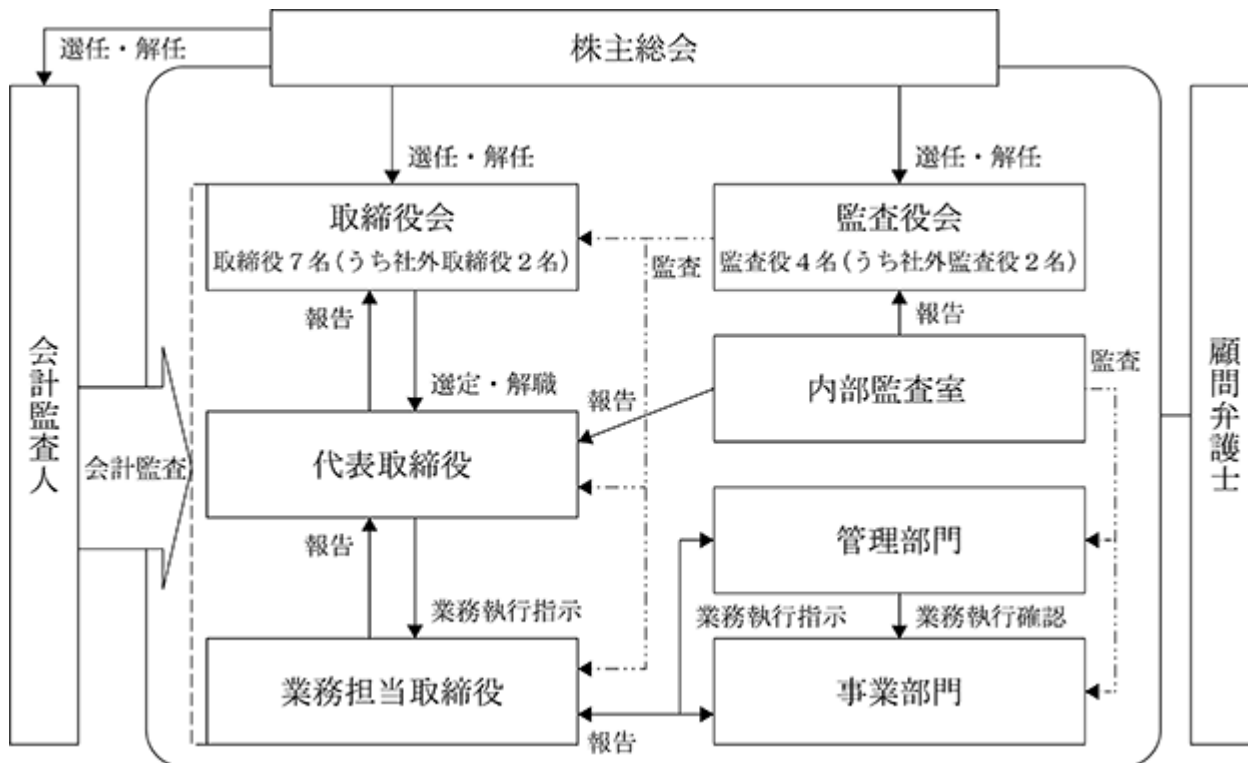 株主総会
選任・解任
選任・解任
選任・解任
取締役会
取締役7名(うち社外取締役2名)
監査役会
監査役4名(うち社外監査役2名)
監査
報告
報告
会計監査人
顧問弁護士
選定・解職
報告
内部監査室
監査
代表取締役
会計監査
管理部門
報告
業務執行指示
業務執行指示
業務執行確認
業務担当取締役
事業部門
報告